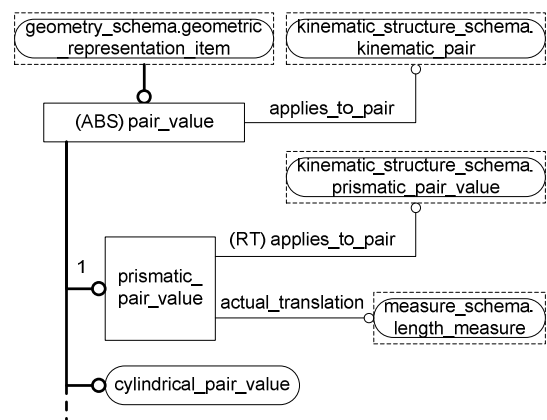 geometry_schema.geometric
_representation_item
kinematic_structure_schema.
kinematic_pair
(ABS) pair_value
applies_to_pair
kinematic_structure_schema.
prismatic_pair_value
(RT) applies_to_pair
1
prismatic_
pair_value
actual_translation
measure_schema.
length_measure
cylindrical_pair_value